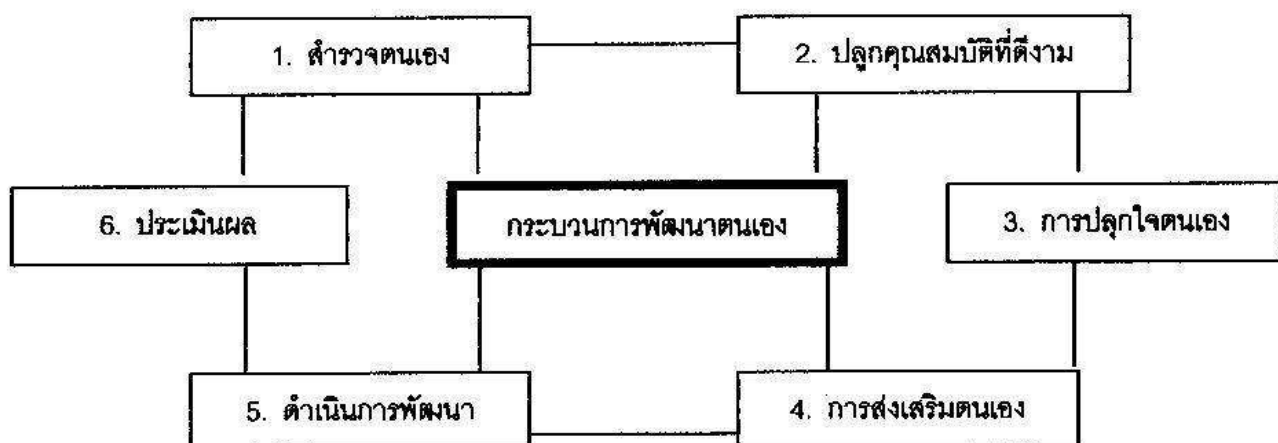 1. สำรวจตนเอง
2. ปลูกคุณสมบัติที่ดีงาม
6. ประเมินผล
กระบวนการพัฒนาตนเอง
3. การปลุกใจตนเอง
5. ดำเนินการพัฒนา
4. การส่งเสริมตนเอง